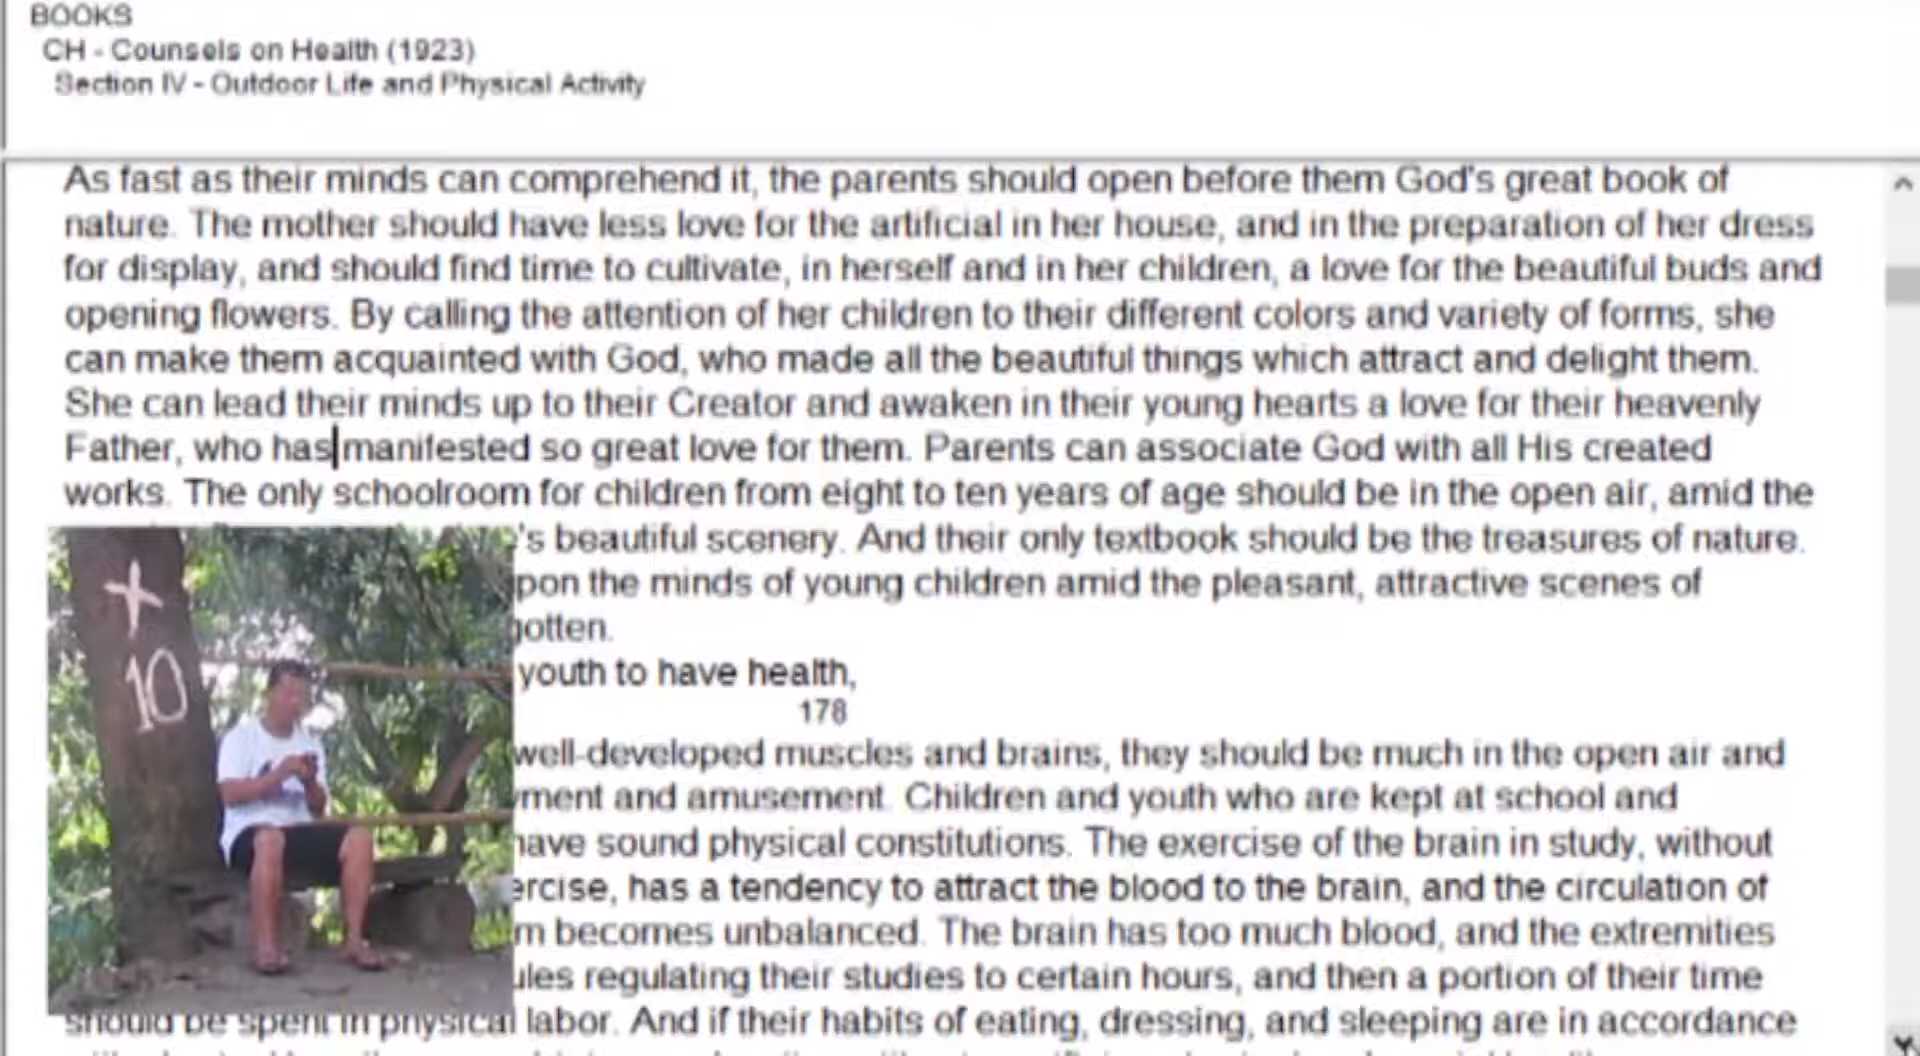 BOOKS
CH - Counsels on Health (1923)
Section IV - Outdoor Life and Physical Activity
As fast as their minds can comprehend it, the parents should open before them God's great book of
nature. The mother should have less love for the artificial in her house, and in the preparation of her dress
for display, and should find time to cultivate, in herself and in her children, a love for the beautiful buds and
opening flowers. By calling the attention of her children to their different colors and variety of forms, she
can make them acquainted with God, who made all the beautiful things which attract and delight them.
She can lead their minds up to their Creator and awaken in their young hearts a love for their heavenly
Father, who has manifested so great love for them. Parents can associate God with all His created
works. The only schoolroom for children from eight to ten years of age should be in the open air, amid the
's beautiful scenery. And their only textbook should be the treasures of nature.
pon the minds of young children amid the pleasant, attractive scenes of
gotten.
youth to have health,
178
well-developed muscles and brains, they should be much in the open air and
yment and amusement. Children and youth who are kept at school and
have sound physical constitutions. The exercise of the brain in study, without
ercise, has a tendency to attract the blood to the brain, and the circulation of
m becomes unbalanced. The brain has too much blood, and the extremities
ules regulating their studies to certain hours, and then a portion of their time
should be spent in physical labor. And if their habits of eating, dressing, and sleeping are in accordance
+
10